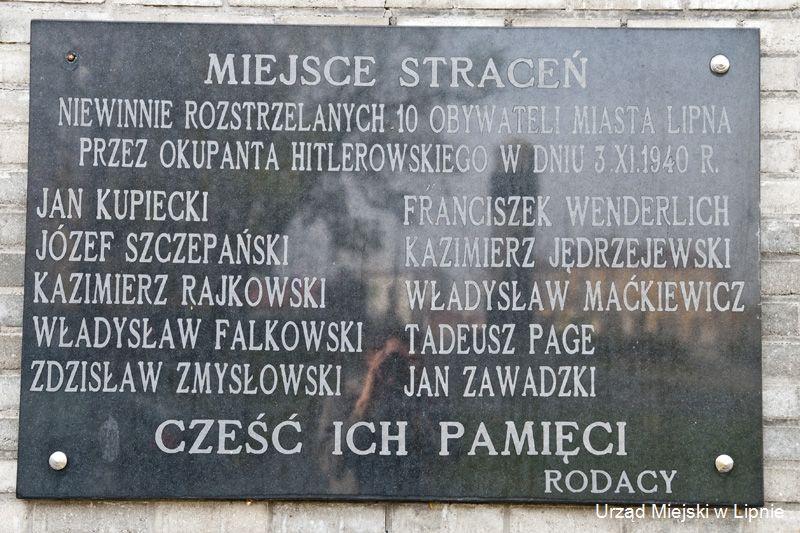 MIEJSCE STRACEŃ
NIEWINNIE ROZSTRZELANYCH 10 OBYWATELI MIASTA LIPNA
PRZEZ OKUPANTA HITLEROWSKIEGO W DNIU 3.XI.1940 R.
JAN KUPIECKI
JÓZEF SZCZEPAŃSKI
KAZIMIERZ RAJKOWSKI
WŁADYSŁAW FALKOWSKI
ZDZISŁAW ZMYSŁOWSKI
FRANCISZEK WENDERLICH
KAZIMIERZ JĘDRZEJEWSKI
WŁADYSŁAW MAĆKIEWICZ
TADEUSZ PAGE
JAN ZAWADZKI
CZEŚĆ ICH PAMIĘCI
RODACY
Urząd Miejski w Lipnie